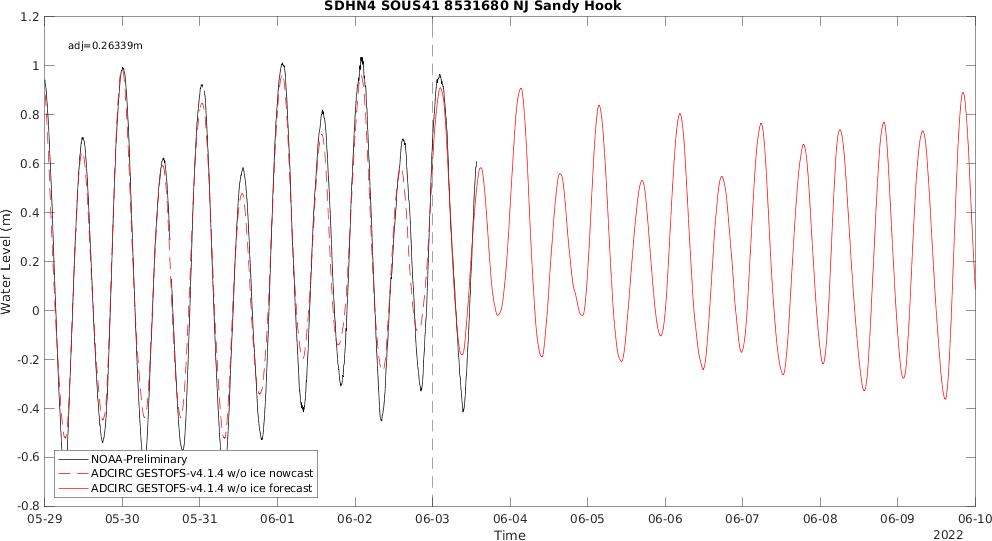 SDHN4 SOUS41 8531680 NJ Sandy Hook
adj=0.26339m
1.2
1
0.8
0.6
0.4
0.2
0
-0.2
-0.4
-0.6
-0.8
Water Level (m)
NOAA-Preliminary
ADCIRC GESTOFS-v4.1.4 w/o ice nowcast
ADCIRC GESTOFS-v4.1.4 w/o ice forecast
05-29 05-30 05-31 06-01 06-02 06-03 06-04 06-05 06-06 06-07 06-08 06-09 06-10
Time
2022